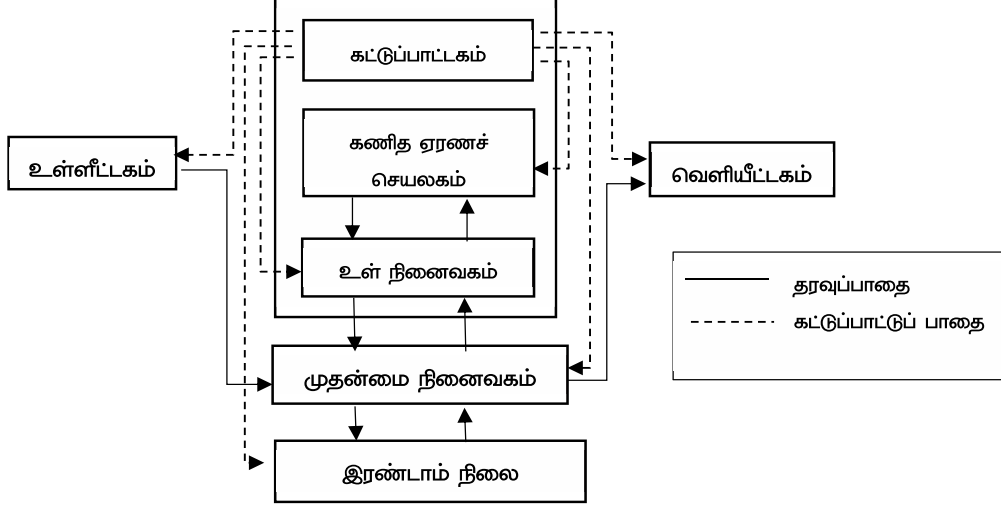 கட்டுப்பாட்டகம்
கணித ஏரணச்
செயலகம்
உள்ளீட்டகம்
வெளியீட்டகம்
உள் நினைவகம்
தரவுப்பாதை
கட்டுப்பாட்டுப் பாதை
முதன்மை நினைவகம்
இரண்டாம் நிலை